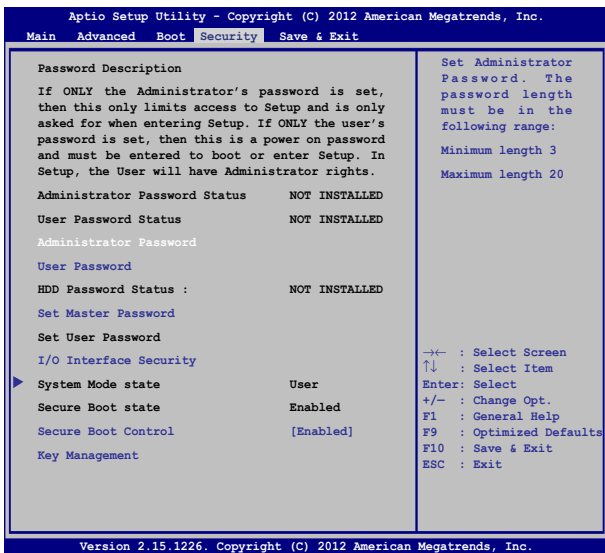 Aptio Setup Utility - Copyright (C) 2012 American Megatrends, Inc.
Main Advanced Boot Security Save & Exit
Password Description
If ONLY the Administrator's password is set,
then this only limits access to Setup and is only
asked for when entering Setup. If ONLY the user's
password is set, then this is a power on password
and must be entered to boot or enter Setup. In
Setup, the User will have Administrator rights.
Administrator Password Status NOT INSTALLED
User Password Status NOT INSTALLED
Administrator Password
User Password
HDD Password Status : NOT INSTALLED
Set Master Password
Set User Password
I/O Interface Security
System Mode state User
Secure Boot state Enabled
Secure Boot Control [Enabled]
Key Management
Set Administrator
Password. The
password length
must be in the
following range:
Minimum length 3
Maximum length 20
→← : Select Screen
↑↓ : Select Item
Enter: Select
+/− : Change Opt.
F1 : General Help
F9 : Optimized Defaults
F10 : Save & Exit
ESC : Exit
Version 2.15.1226. Copyright (C) 2012 American Megatrends, Inc.